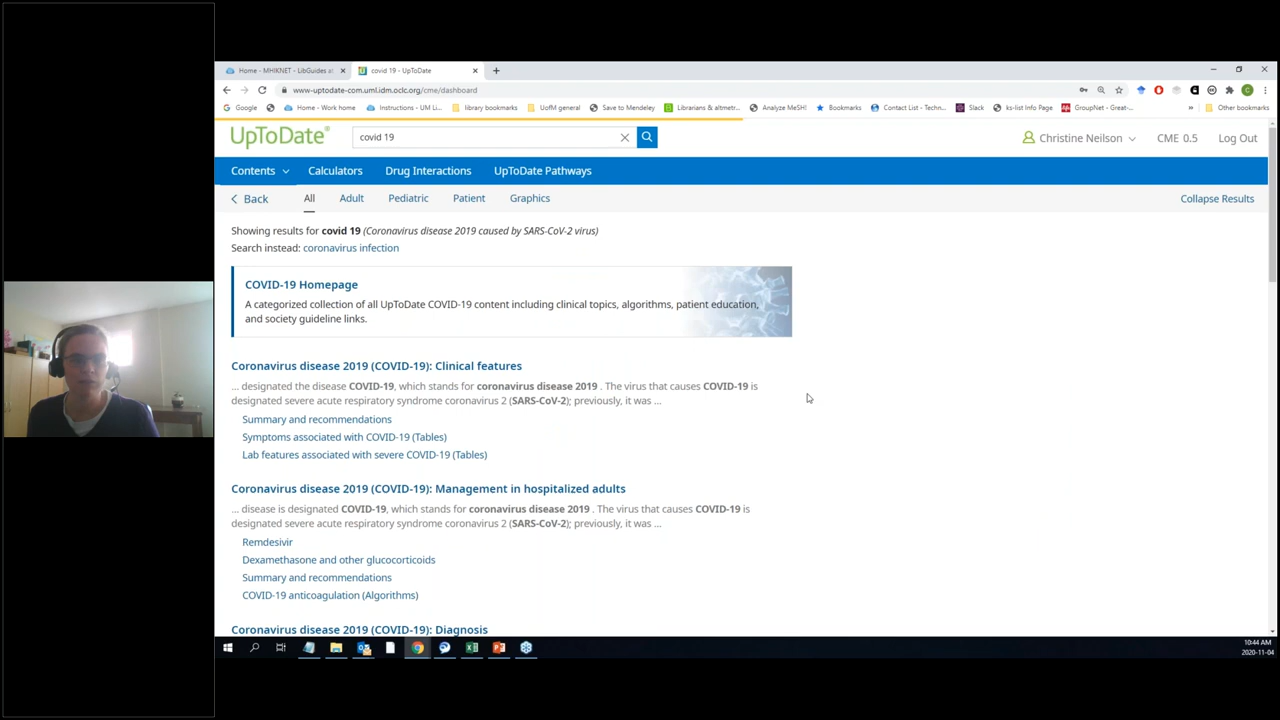 Home - MHIKNET - LibGuides at
covid 19 - UpToDate
www-uptodate-com.uml.idm.oclc.org/cme/dashboard
Google
Home - Work home
Instructions - UM Li...
library bookmarks
UofM general
Save to Mendeley
Librarians & altmetr...
Analyze MeSH!
Bookmarks
Contact List - Techn...
Slack
ks-list Info Page
GroupNet - Great-...
»
Other bookmarks
UpToDate®
covid 19
Christine Neilson
CME 0.5
Log Out
Contents
Calculators
Drug Interactions
UpToDate Pathways
Back
All
Adult
Pediatric
Patient
Graphics
Collapse Results
Showing results for covid 19 (Coronavirus disease 2019 caused by SARS-CoV-2 virus)
Search instead: coronavirus infection
COVID-19 Homepage
A categorized collection of all UpToDate COVID-19 content including clinical topics, algorithms, patient education,
and society guideline links.
Coronavirus disease 2019 (COVID-19): Clinical features
... designated the disease COVID-19, which stands for coronavirus disease 2019 . The virus that causes COVID-19 is
designated severe acute respiratory syndrome coronavirus 2 (SARS-CoV-2); previously, it was ...
Summary and recommendations
Symptoms associated with COVID-19 (Tables)
Lab features associated with severe COVID-19 (Tables)
Coronavirus disease 2019 (COVID-19): Management in hospitalized adults
... disease is designated COVID-19, which stands for coronavirus disease 2019 . The virus that causes COVID-19 is
designated severe acute respiratory syndrome coronavirus 2 (SARS-CoV-2); previously, it was ...
Remdesivir
Dexamethasone and other glucocorticoids
Summary and recommendations
COVID-19 anticoagulation (Algorithms)
Coronavirus disease 2019 (COVID-19): Diagnosis
10:44 AM
2020-11-04